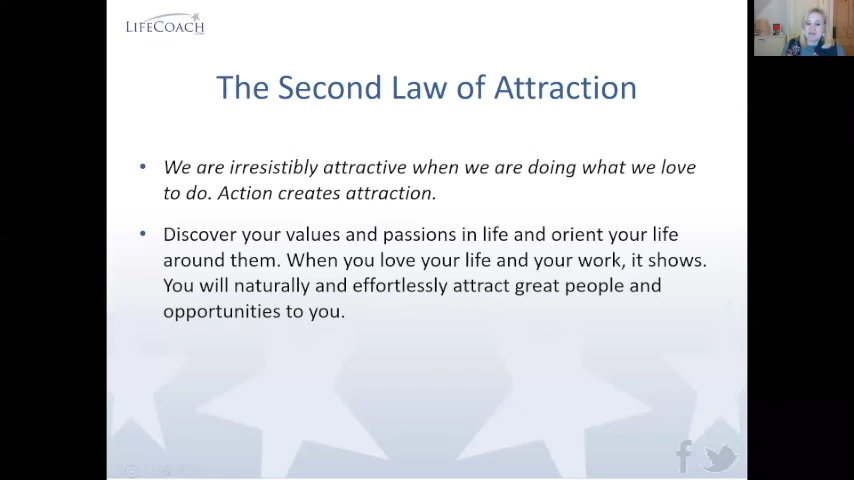 LIFECOACH
The Second Law of Attraction
• We are irresistibly attractive when we are doing what we love
to do. Action creates attraction.
• Discover your values and passions in life and orient your life
around them. When you love your life and your work, it shows.
You will naturally and effortlessly attract great people and
opportunities to you.